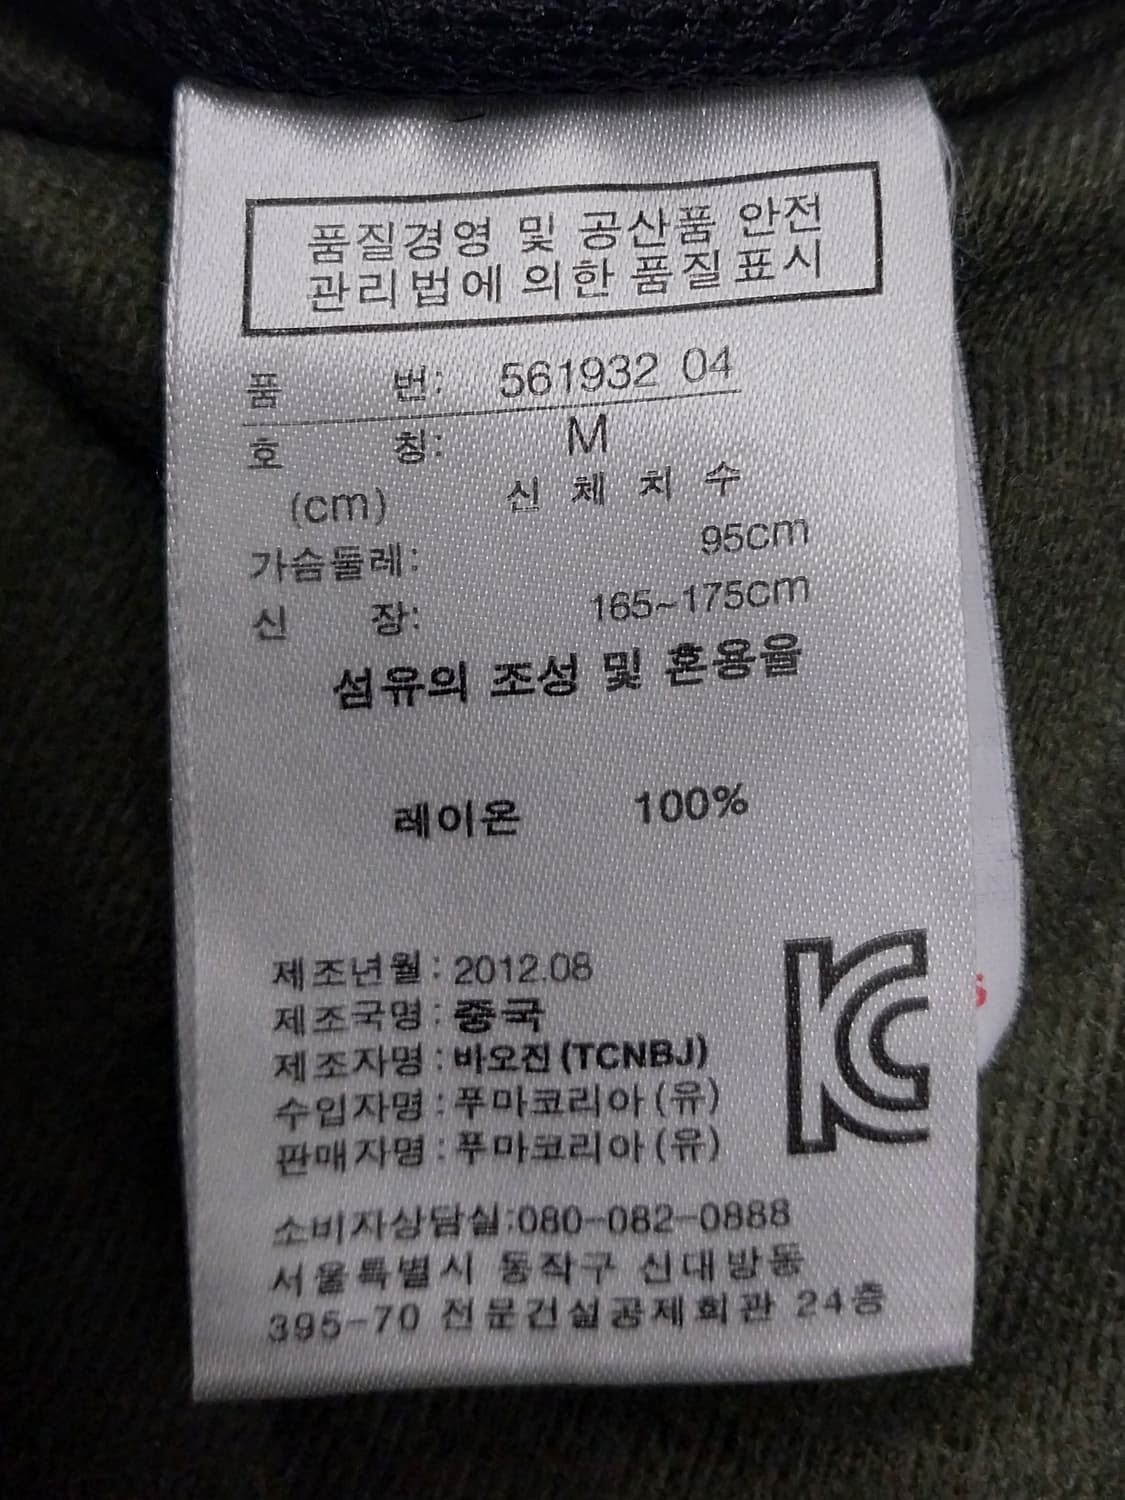 품질경영 및 공산품 안전
관리법에 의한 품질표시
품 번: 561932 04
호 칭: M
(cm) 신 체 치 수
가슴둘레: 95cm
신 장: 165~175cm
섬유의 조성 및 혼용율
레이온 100%
제조년월: 2012.08
제조국명: 중국
제조자명: 바오진(TCNBJ)
수입자명: 푸마코리아(유)
판매자명: 푸마코리아(유)
소비자상담실:080-082-0888
서울특별시 동작구 신대방동
395-70 전문건설공제회관 24층
KC